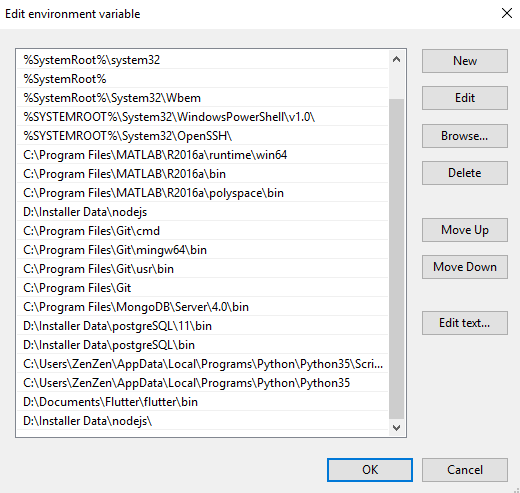 Edit environment variable
%SystemRoot%\system32
%SystemRoot%
%SystemRoot%\System32\Wbem
%SYSTEMROOT%\System32\WindowsPowerShell\v1.0\
%SYSTEMROOT%\System32\OpenSSH\
C:\Program Files\MATLAB\R2016a\runtime\win64
C:\Program Files\MATLAB\R2016a\bin
C:\Program Files\MATLAB\R2016a\polyspace\bin
D:\Installer Data\nodejs
C:\Program Files\Git\cmd
C:\Program Files\Git\mingw64\bin
C:\Program Files\Git\usr\bin
C:\Program Files\Git
C:\Program Files\MongoDB\Server\4.0\bin
D:\Installer Data\postgreSQL\11\bin
D:\Installer Data\postgreSQL\bin
C:\Users\ZenZen\AppData\Local\Programs\Python\Python35\Scri...
C:\Users\ZenZen\AppData\Local\Programs\Python\Python35
D:\Documents\Flutter\flutter\bin
D:\Installer Data\nodejs\
New
Edit
Browse...
Delete
Move Up
Move Down
Edit text...
OK
Cancel